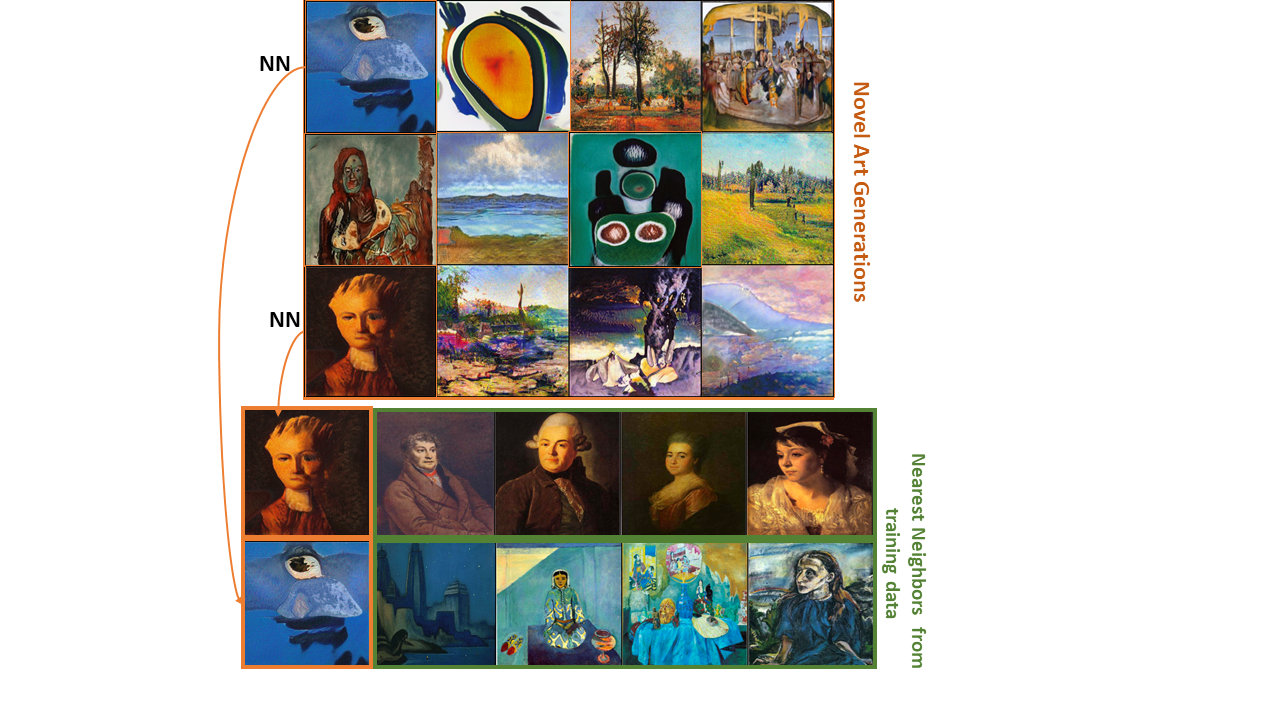 NN
Novel Art Generations
NN
Nearest Neighbors from
training data